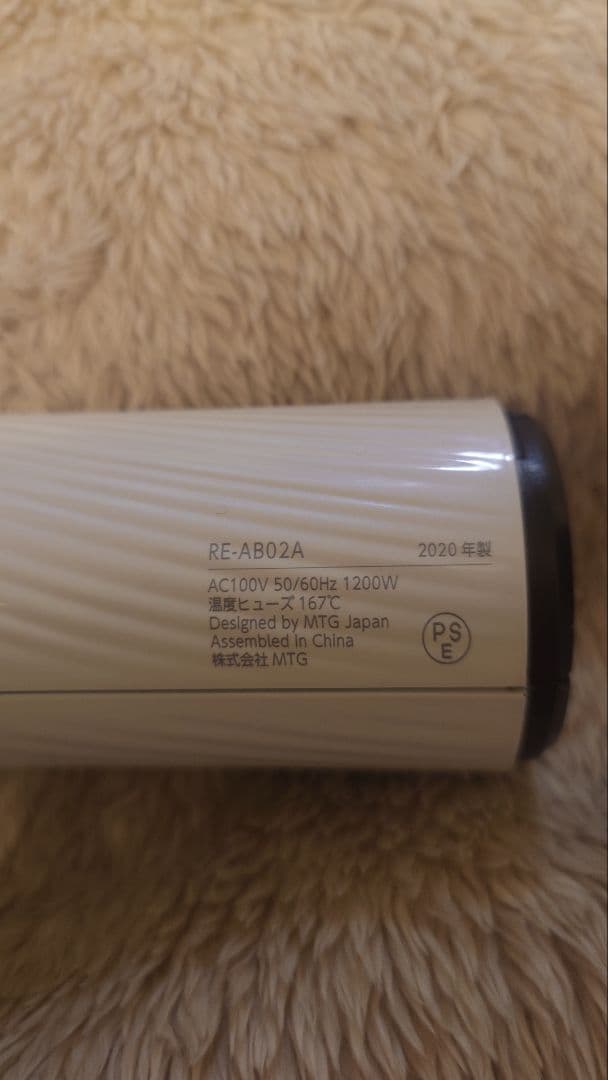 RE-AB02A 2020年製
AC100V 50/60Hz 1200W
温度ヒューズ 167℃
Designed by MTG Japan
Assembled in China
株式会社 MTG
PS
E